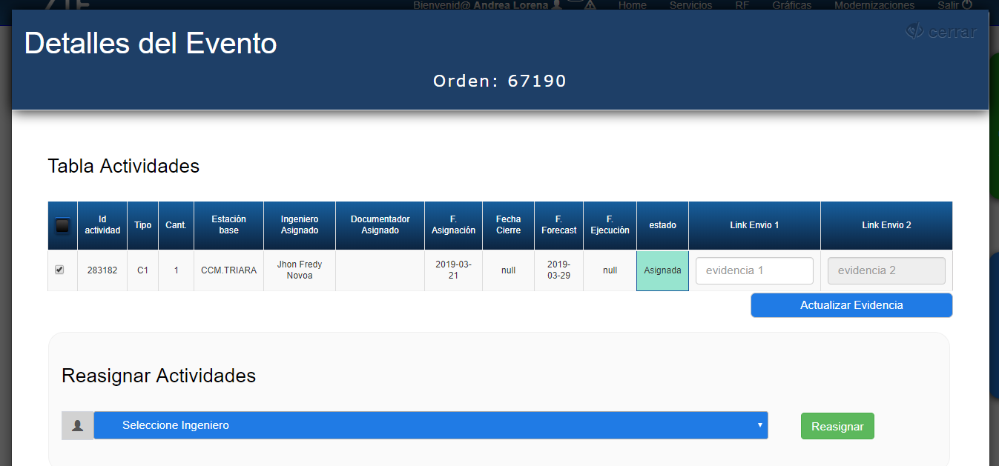 Bienvenid@ Andrea Lorena Home Servicios RF Gráficas Modernizaciones Salir
Detalles del Evento
cerrar
Orden: 67190
Tabla Actividades
Id actividad Tipo Cant. Estación base Ingeniero Asignado Documentador Asignado F. Asignación Fecha Cierre F. Forecast F. Ejecución estado Link Envio 1 Link Envio 2
283182 C1 1 CCM.TRIARA Jhon Fredy Novoa 2019-03-21 null 2019-03-29 null Asignada evidencia 1 evidencia 2
Actualizar Evidencia
Reasignar Actividades
Seleccione Ingeniero
Reasignar